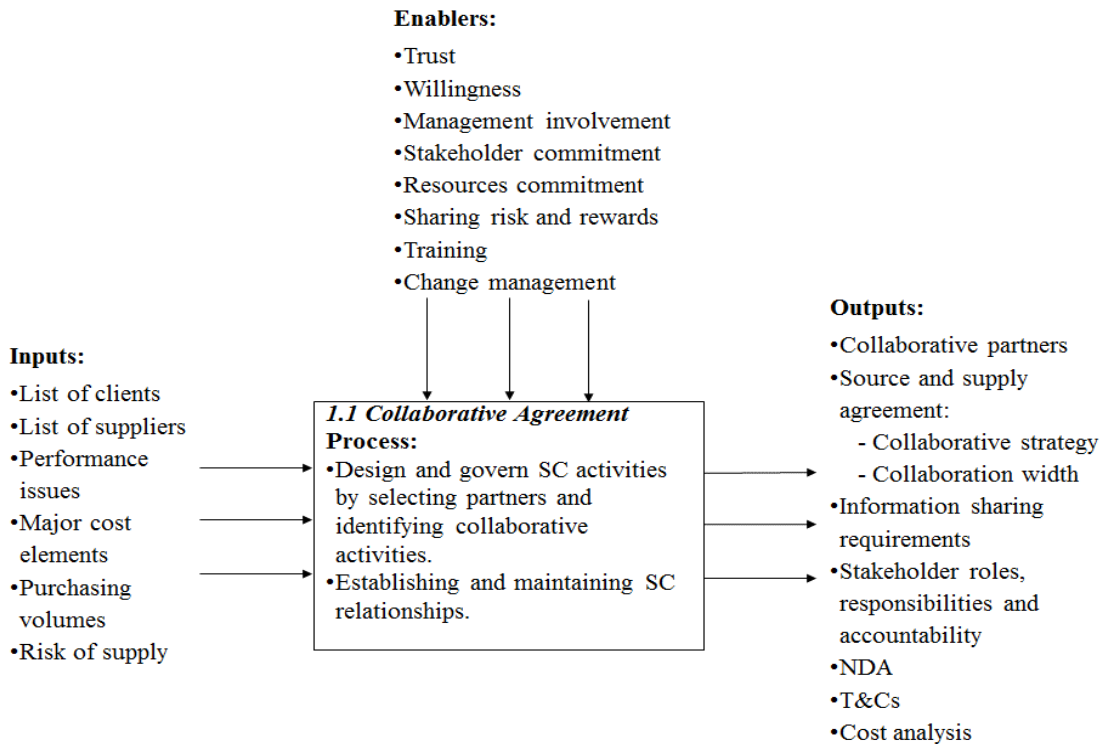 Enablers:
•Trust
•Willingness
•Management involvement
•Stakeholder commitment
•Resources commitment
•Sharing risk and rewards
•Training
•Change management
Inputs:
•List of clients
•List of suppliers
•Performance
issues
•Major cost
elements
•Purchasing
volumes
•Risk of supply
1.1 Collaborative Agreement
Process:
•Design and govern SC activities
by selecting partners and
identifying collaborative
activities.
•Establishing and maintaining SC
relationships.
Outputs:
•Collaborative partners
•Source and supply
agreement:
- Collaborative strategy
- Collaboration width
•Information sharing
requirements
•Stakeholder roles,
responsibilities and
accountability
•NDA
•T&Cs
•Cost analysis